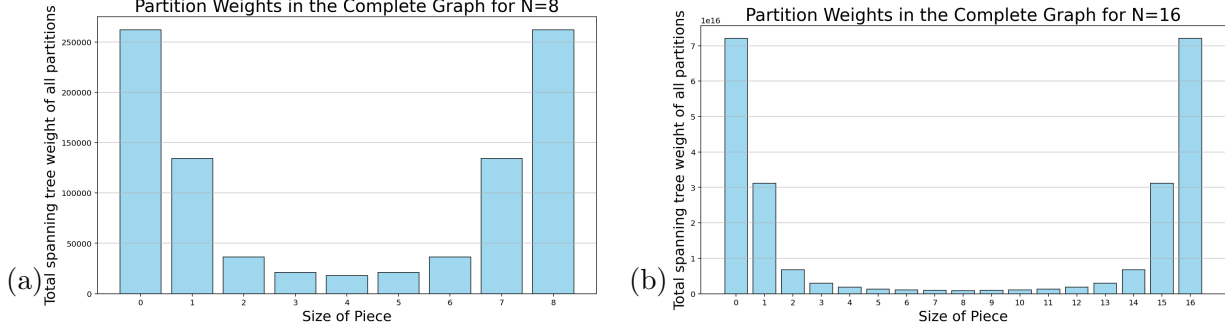 Partition Weights in the Complete Graph for N=8
Total spanning tree weight of all partitions
250000
200000
150000
100000
50000
0
0 1 2 3 4 5 6 7 8
Size of Piece
(a)
Partition Weights in the Complete Graph for N=16
1e16
Total spanning tree weight of all partitions
7
6
5
4
3
2
1
0
0 1 2 3 4 5 6 7 8 9 10 11 12 13 14 15 16
Size of Piece
(b)